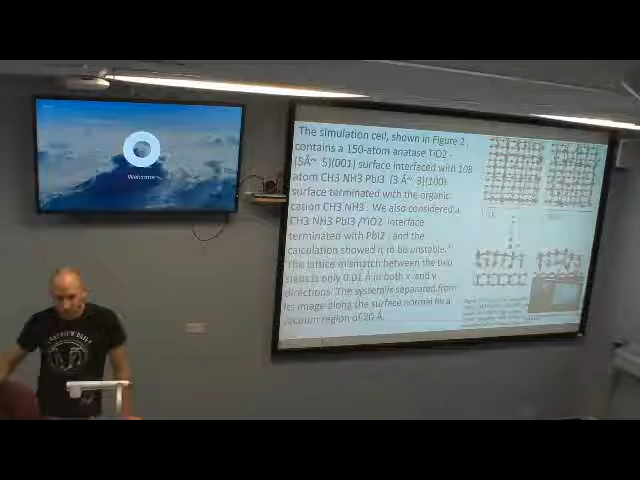 Welcome
The simulation cell, shown in Figure 2,
contains a 150-atom anatase TiO2 -
(5Å~ 5)(001) surface interfaced with 108
atom CH3 NH3 PbI3 (3 Å~ 3)(100)
surface terminated with the organic
cation CH3 NH3 . We also considered a
CH3 NH3 PbI3 /TiO2 interface
terminated with PbI2 , and the
calculation showed it to be unstable.
The lattice mismatch between the two
slabs is only 0.01 Å in both x and y
directions. The system is separated from
its image along the surface normal by a
vacuum region of 20 Å.